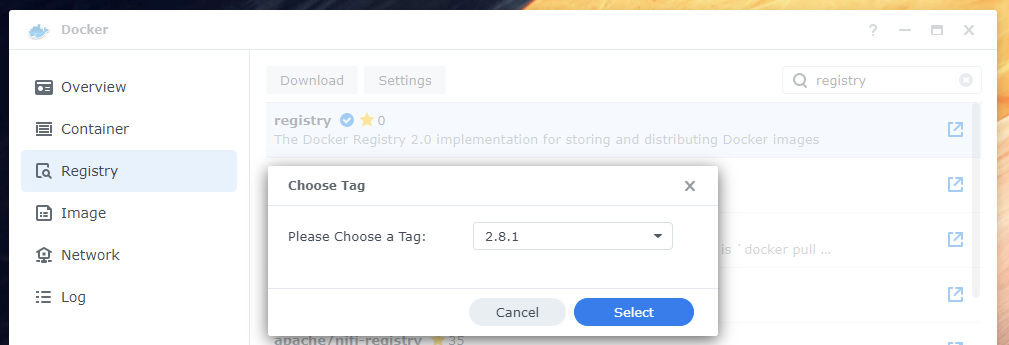 Docker
?
Overview
Container
Registry
Image
Network
Log
Download
Settings
registry
registry 0
The Docker Registry 2.0 implementation for storing and distributing Docker images
Choose Tag
Please Choose a Tag:
2.8.1
is `docker pull ...
Cancel
Select
apache/nifi-registry 35